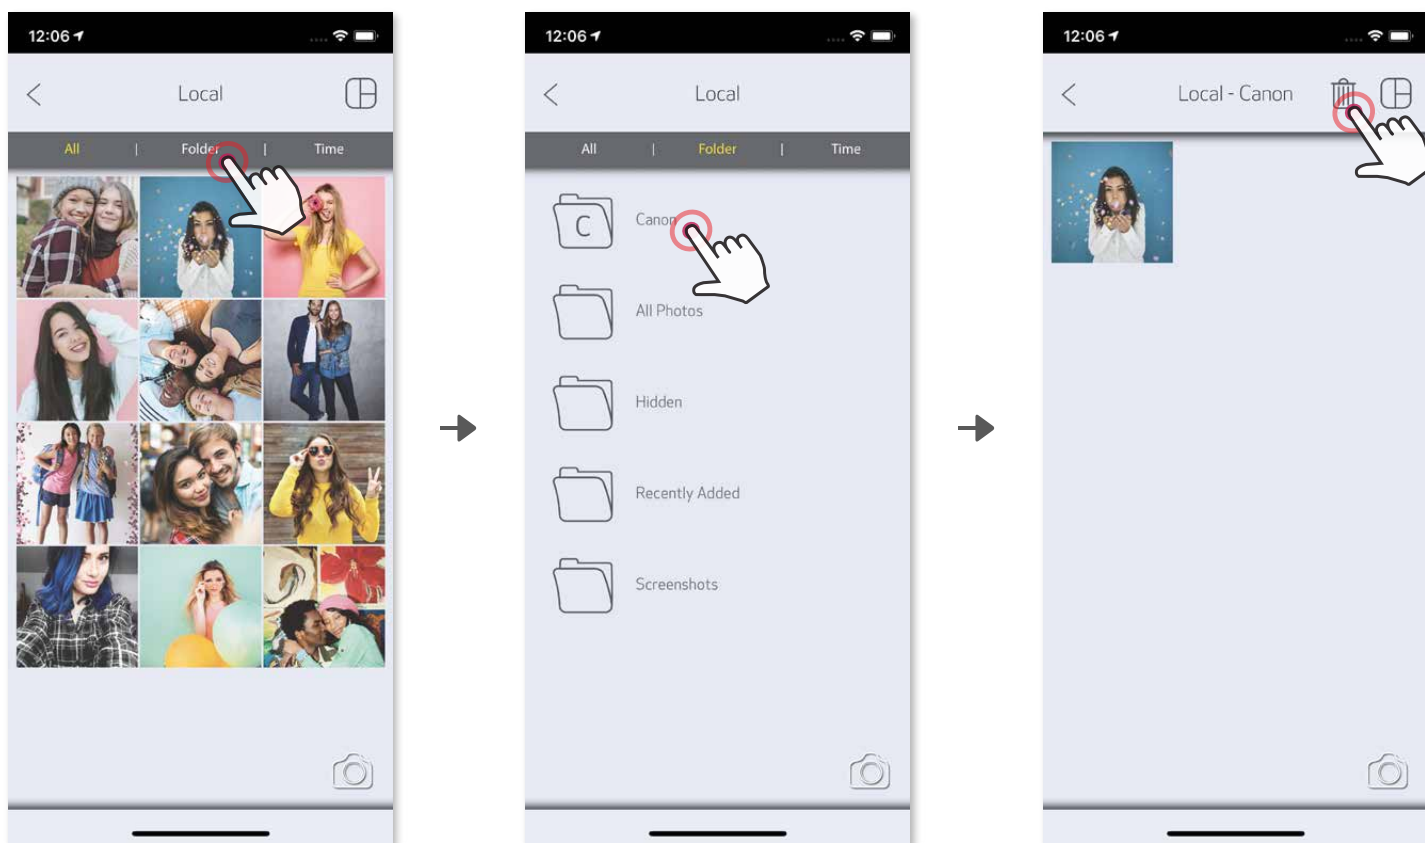 12:06
Local
All | Folder | Time
12:06
Local
All | Folder | Time
C
Canon
All Photos
Hidden
Recently Added
Screenshots
12:06
Local - Canon